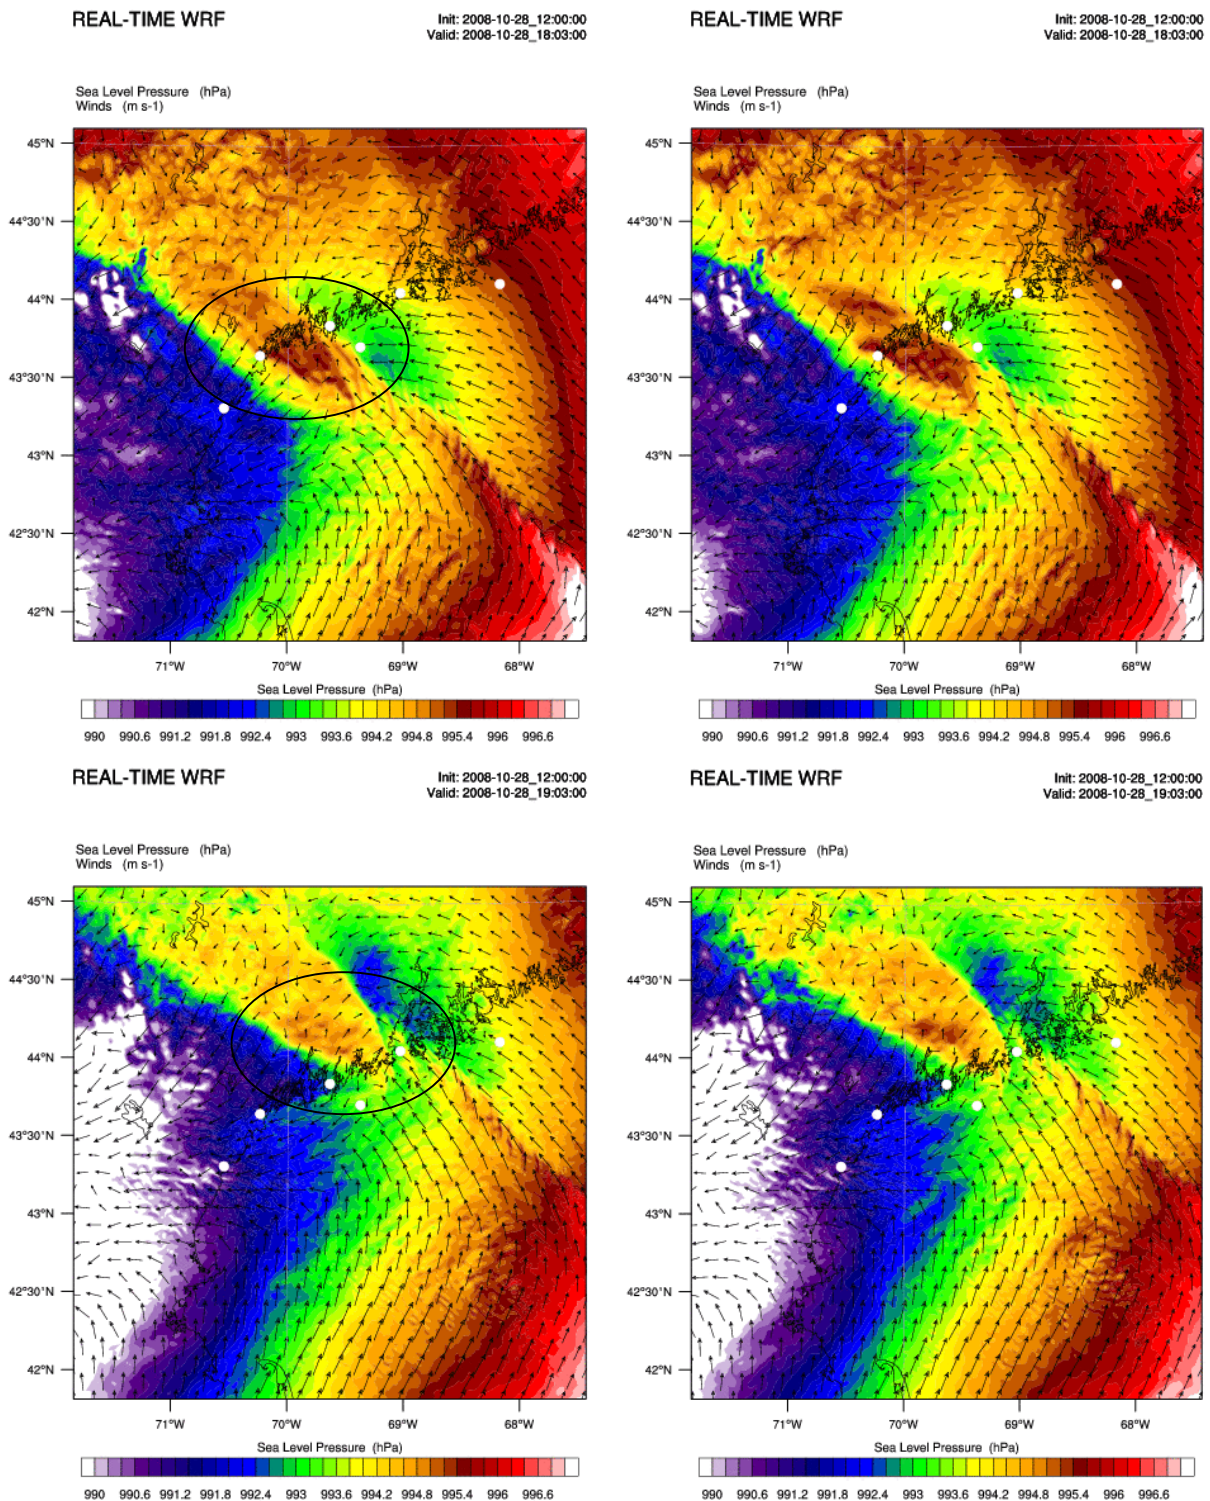 REAL-TIME WRF
Init: 2008-10-28_12:00:00
Valid: 2008-10-28_18:03:00
Sea Level Pressure (hPa)
Winds (m s-1)
45°N
44°30'N
44°N
43°30'N
43°N
42°30'N
42°N
71°W 70°W 69°W 68°W
Sea Level Pressure (hPa)
990 990.6 991.2 991.8 992.4 993 993.6 994.2 994.8 995.4 996 996.6
REAL-TIME WRF
Init: 2008-10-28_12:00:00
Valid: 2008-10-28_18:03:00
Sea Level Pressure (hPa)
Winds (m s-1)
45°N
44°30'N
44°N
43°30'N
43°N
42°30'N
42°N
71°W 70°W 69°W 68°W
Sea Level Pressure (hPa)
990 990.6 991.2 991.8 992.4 993 993.6 994.2 994.8 995.4 996 996.6
REAL-TIME WRF
Init: 2008-10-28_12:00:00
Valid: 2008-10-28_19:03:00
Sea Level Pressure (hPa)
Winds (m s-1)
45°N
44°30'N
44°N
43°30'N
43°N
42°30'N
42°N
71°W 70°W 69°W 68°W
Sea Level Pressure (hPa)
990 990.6 991.2 991.8 992.4 993 993.6 994.2 994.8 995.4 996 996.6
REAL-TIME WRF
Init: 2008-10-28_12:00:00
Valid: 2008-10-28_19:03:00
Sea Level Pressure (hPa)
Winds (m s-1)
45°N
44°30'N
44°N
43°30'N
43°N
42°30'N
42°N
71°W 70°W 69°W 68°W
Sea Level Pressure (hPa)
990 990.6 991.2 991.8 992.4 993 993.6 994.2 994.8 995.4 996 996.6